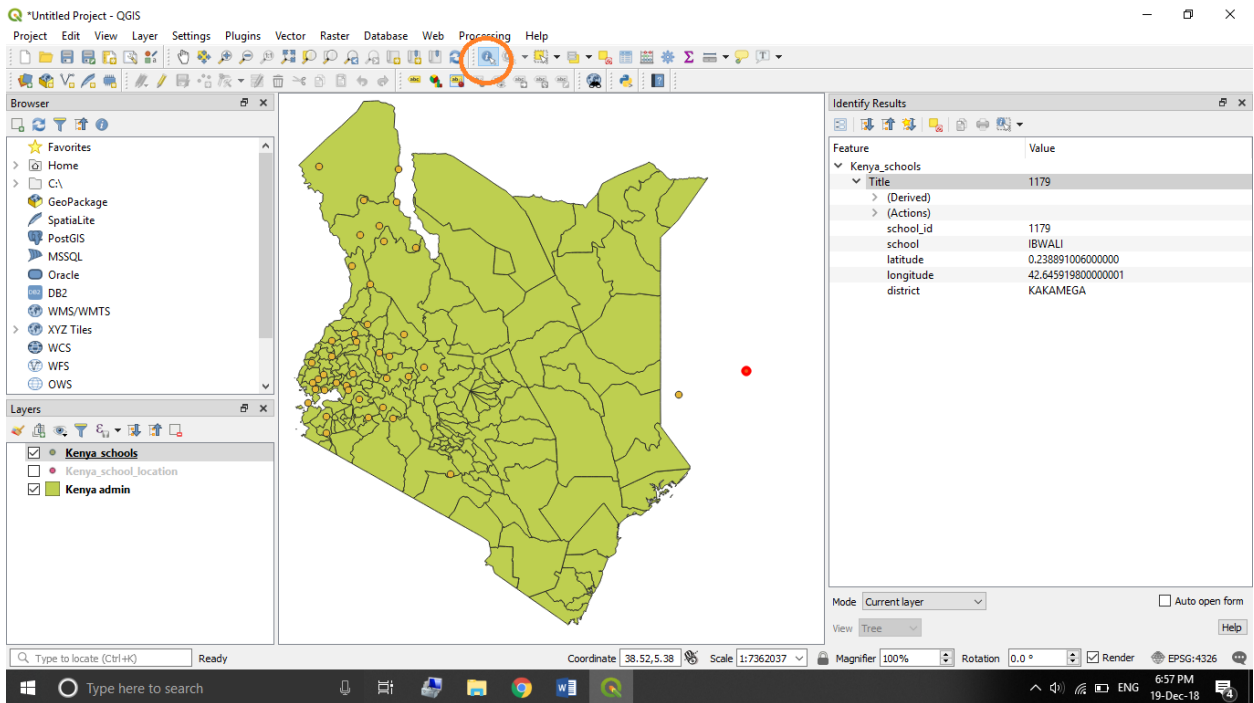 *Untitled Project - QGIS
Project Edit View Layer Settings Plugins Vector Raster Database Web Processing Help
Browser
Favorites
Home
C:\
GeoPackage
SpatiaLite
PostGIS
MSSQL
Oracle
DB2
WMS/WMTS
XYZ Tiles
WCS
WFS
OWS
Layers
Kenya_schools
Kenya_school_location
Kenya admin
Identify Results
Feature Value
Kenya_schools
Title 1179
(Derived)
(Actions)
school_id 1179
school IBWALI
latitude 0.238891006000000
longitude 42.645919800000001
district KAKAMEGA
Mode Current layer Auto open form
View Tree Help
Type to locate (Ctrl+K) Ready Coordinate 38.52,5.38 Scale 1:7362037 Magnifier 100% Rotation 0.0 ° Render EPSG:4326
Type here to search ENG 6:57 PM
19-Dec-18 4